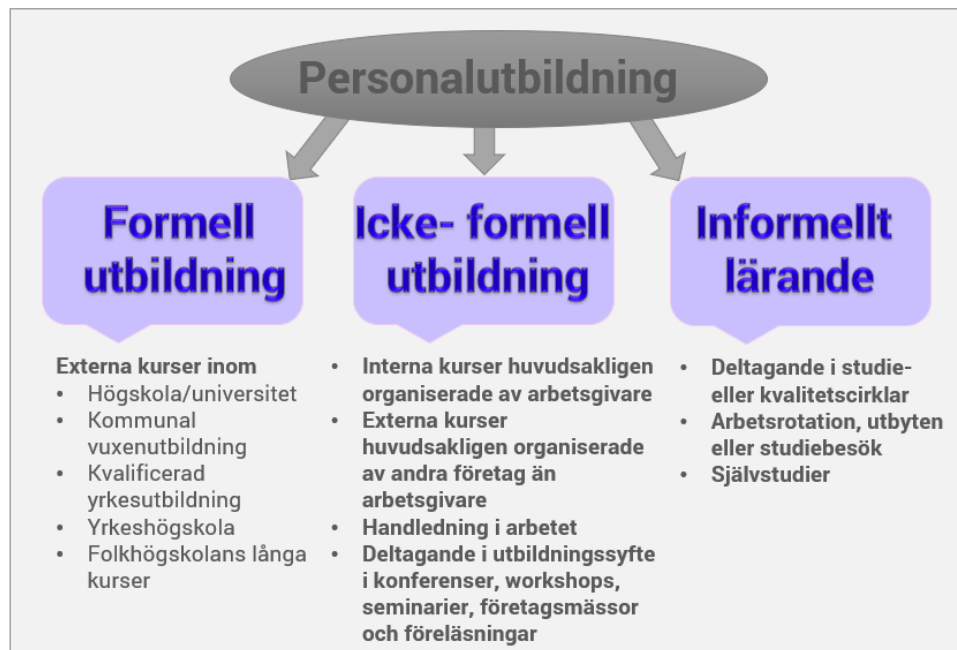 Personalutbildning
Formell
utbildning
Externa kurser inom
• Högskola/universitet
• Kommunal
vuxenutbildning
• Kvalificerad
yrkesutbildning
• Yrkeshögskola
• Folkhögskolans långa
kurser
Icke- formell
utbildning
• Interna kurser huvudsakligen
organiserade av arbetsgivare
• Externa kurser
huvudsakligen organiserade
av andra företag än
arbetsgivare
• Handledning i arbetet
• Deltagande i utbildningssyfte
i konferenser, workshops,
seminarier, företagsmässor
och föreläsningar
Informellt
lärande
• Deltagande i studie-
eller kvalitetscirklar
• Arbetsrotation, utbyten
eller studiebesök
• Självstudier